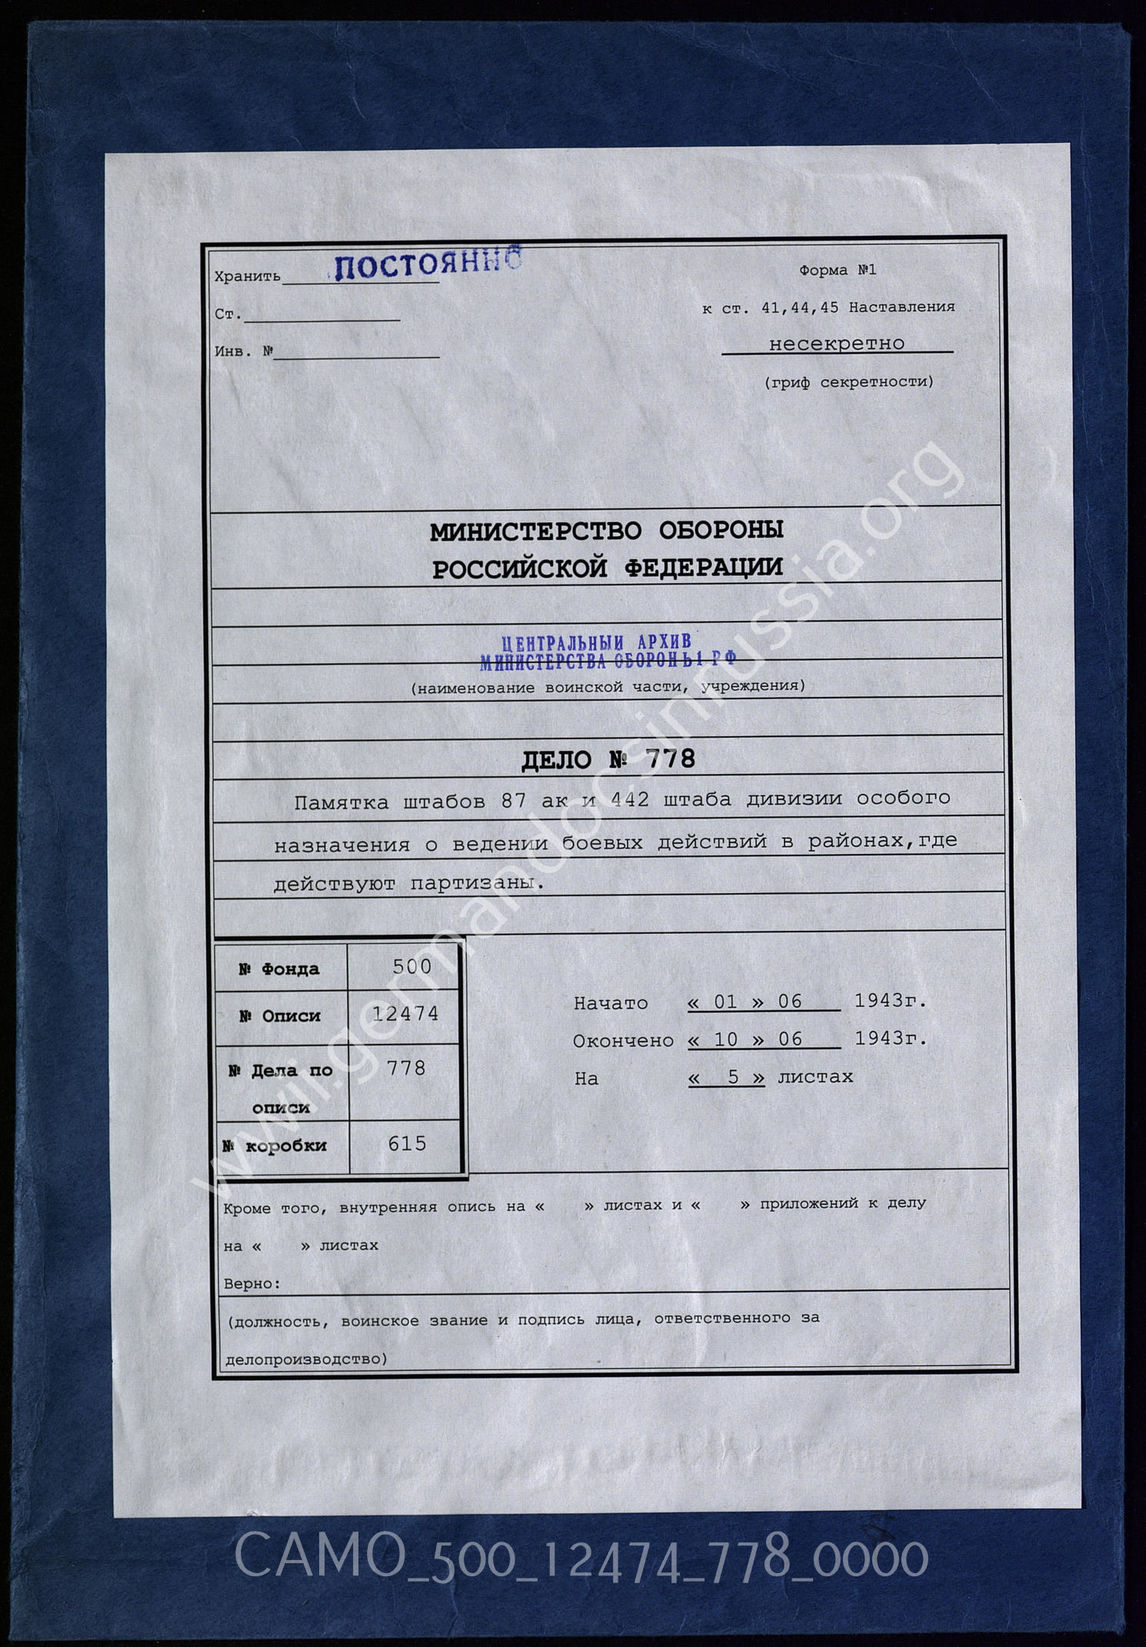 Хранить ПОСТОЯННО
Форма №1
Ст.
к ст. 41,44,45 Наставления
Инв. №
несекретно
(гриф секретности)
МИНИСТЕРСТВО ОБОРОНЫ
РОССИЙСКОЙ ФЕДЕРАЦИИ
ЦЕНТРАЛЬНЫЙ АРХИВ
МИНИСТЕРСТВА ОБОРОНЫ РФ
(наименование воинской части, учреждения)
ДЕЛО № 778
Памятка штабов 87 ак и 442 штаба дивизии особого
назначения о ведении боевых действий в районах,где
действуют партизаны.
№ Фонда 500
№ Описи 12474
№ Дела по 778
описи
№ коробки 615
Начато « 01 » 06 1943г.
Окончено « 10 » 06 1943г.
На « 5 » листах
Кроме того, внутренняя опись на « » листах и « » приложений к делу
на « » листах
Верно:
(должность, воинское звание и подпись лица, ответственного за
делопроизводство)
wwii.germandocsinrussia.org
CAMO_500_12474_778_0000